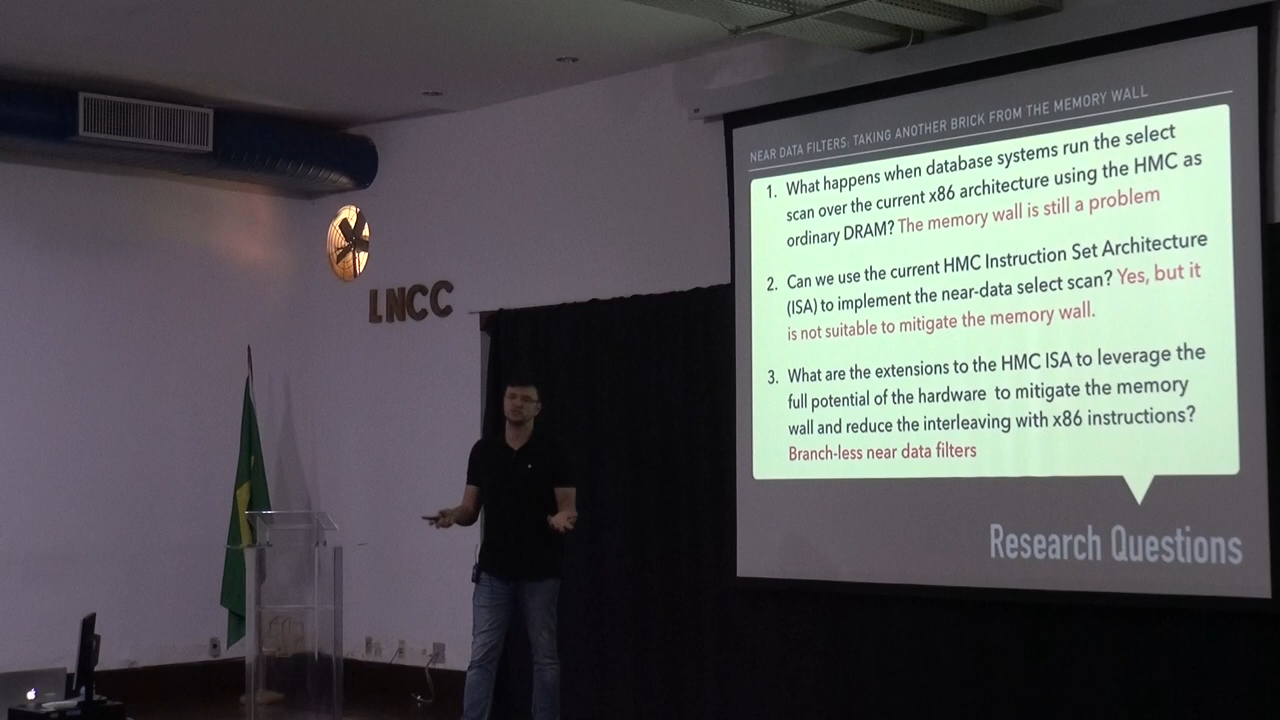 LNCC
NEAR DATA FILTERS: TAKING ANOTHER BRICK FROM THE MEMORY WALL
1. What happens when database systems run the select
scan over the current x86 architecture using the HMC as
ordinary DRAM? The memory wall is still a problem
2. Can we use the current HMC Instruction Set Architecture
(ISA) to implement the near-data select scan? Yes, but it
is not suitable to mitigate the memory wall.
3. What are the extensions to the HMC ISA to leverage the
full potential of the hardware to mitigate the memory
wall and reduce the interleaving with x86 instructions?
Branch-less near data filters
Research Questions